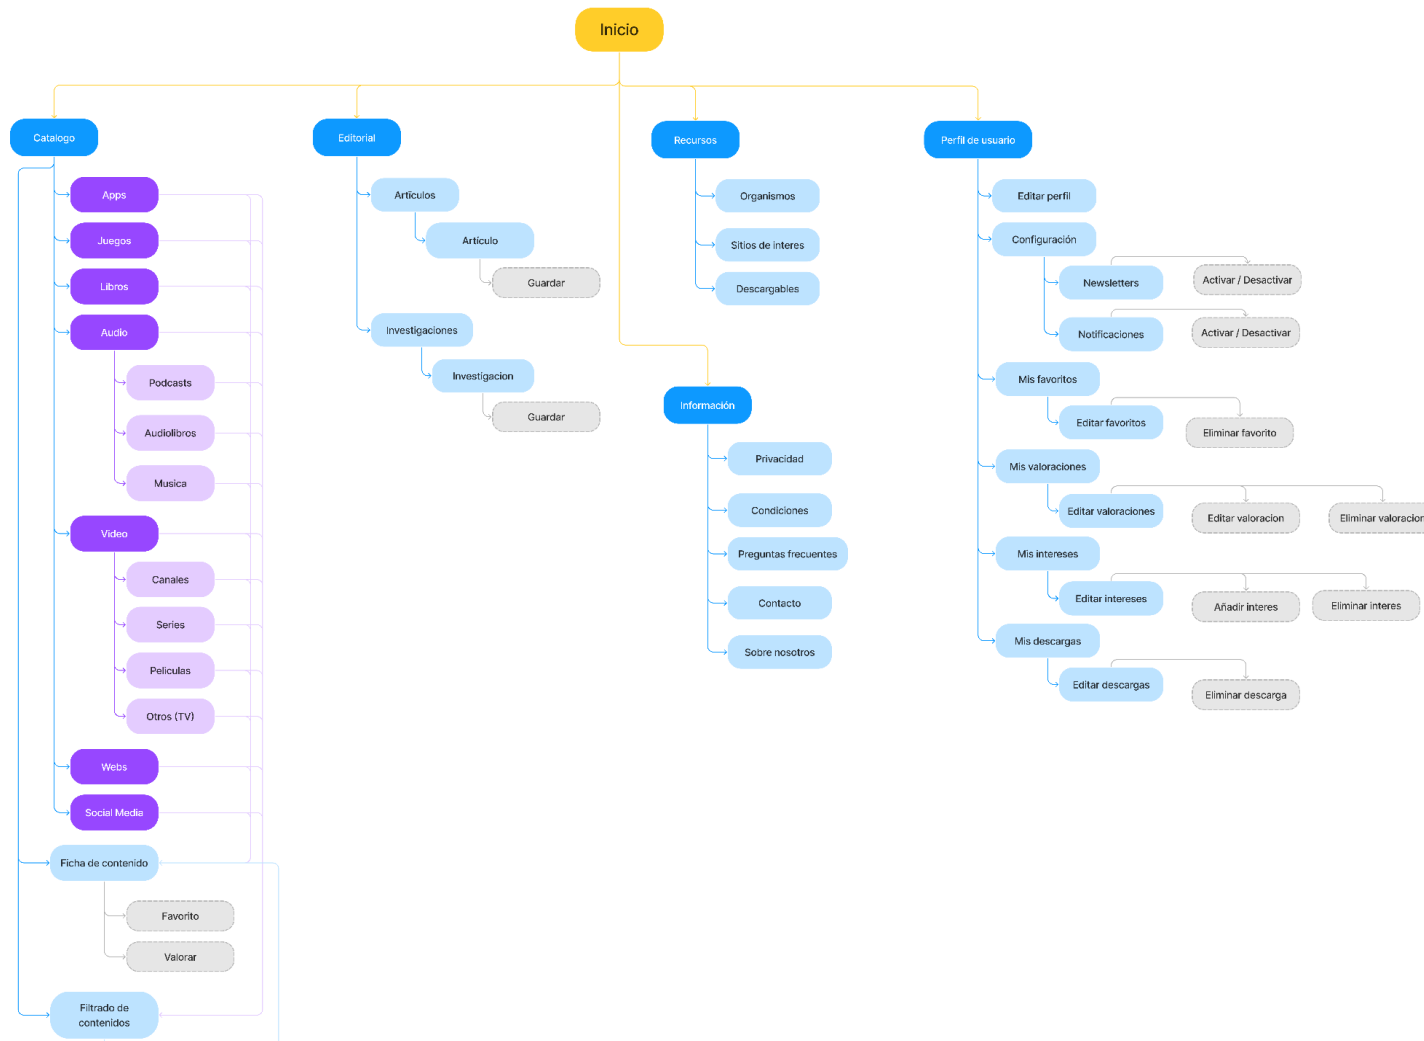 Inicio
Catalogo
Apps
Juegos
Libros
Audio
Podcasts
Audiolibros
Musica
Video
Canales
Series
Peliculas
Otros (TV)
Webs
Social Media
Ficha de contenido
Favorito
Valorar
Filtrado de
contenidos
Editorial
Artículos
Artículo
Guardar
Investigaciones
Investigacion
Guardar
Recursos
Organismos
Sitios de interes
Descargables
Información
Privacidad
Condiciones
Preguntas frecuentes
Contacto
Sobre nosotros
Perfil de usuario
Editar perfil
Configuración
Newsletters
Activar / Desactivar
Notificaciones
Activar / Desactivar
Mis favoritos
Editar favoritos
Eliminar favorito
Mis valoraciones
Editar valoraciones
Editar valoracion
Eliminar valoracion
Mis intereses
Editar intereses
Añadir interes
Eliminar interes
Mis descargas
Editar descargas
Eliminar descarga